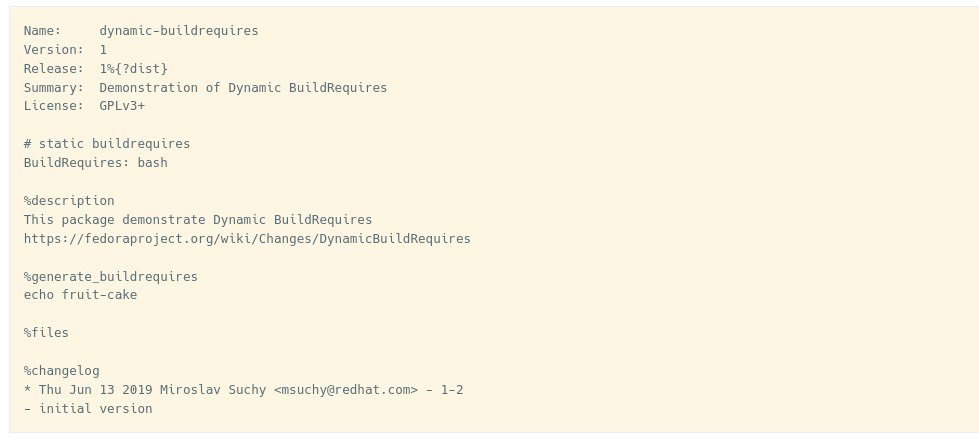 Name:     dynamic-buildrequires
Version:  1
Release:  1%{?dist}
Summary:  Demonstration of Dynamic BuildRequires
License:  GPLv3+

# static buildrequires
BuildRequires: bash

%description
This package demonstrate Dynamic BuildRequires
https://fedoraproject.org/wiki/Changes/DynamicBuildRequires

%generate_buildrequires
echo fruit-cake

%files

%changelog
* Thu Jun 13 2019 Miroslav Suchy <msuchy@redhat.com> - 1-2
- initial version